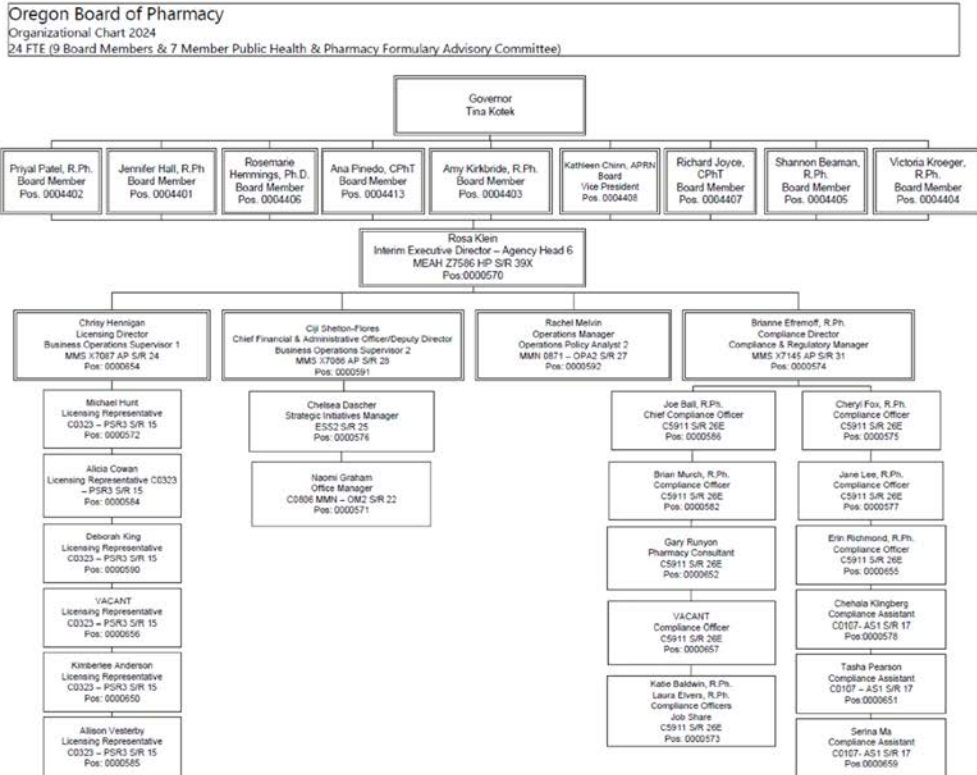 Oregon Board of Pharmacy
Organizational Chart 2024
24 FTE (9 Board Members & 7 Member Public Health & Pharmacy Formulary Advisory Committee)
Governor
Tina Kotek
Priyal Patel, R.Ph.
Board Member
Pos. 0004402
Jennifer Hall, R.Ph
Board Member
Pos. 0004401
Rosemarie
Hemmings, Ph.D.
Board Member
Pos. 0004406
Ana Pinedo, CPhT
Board Member
Pos. 0004413
Amy Kirkbride, R.Ph.
Board Member
Pos. 0004403
Kathleen Chinn, APRN
Board
Vice President
Pos. 0004408
Richard Joyce,
CPhT
Board Member
Pos. 0004407
Shannon Beaman,
R.Ph.
Board Member
Pos. 0004405
Victoria Kroeger,
R.Ph.
Board Member
Pos. 0004404
Rosa Klein
Interim Executive Director – Agency Head 6
MEAH Z7586 HP S/R 39X
Pos:0000570
Chrisy Hennigan
Licensing Director
Business Operations Supervisor 1
MMS X7087 AP S/R 24
Pos: 0000654
Ciji Shelton-Flores
Chief Financial & Administrative Officer/Deputy Director
Business Operations Supervisor 2
MMS X7086 AP S/R 28
Pos: 0000591
Rachel Melvin
Operations Manager
Operations Policy Analyst 2
MMN 0871 – OPA2 S/R 27
Pos: 0000592
Brianne Efremoff, R.Ph.
Compliance Director
Compliance & Regulatory Manager
MMS X7145 AP S/R 31
Pos: 0000574
Michael Hunt
Licensing Representative
C0323 – PSR3 S/R 15
Pos: 0000572
Alicia Cowan
Licensing Representative C0323
– PSR3 S/R 15
Pos: 0000584
Deborah King
Licensing Representative
C0323 – PSR3 S/R 15
Pos: 0000590
VACANT
Licensing Representative
C0323 – PSR3 S/R 15
Pos: 0000656
Kimberlee Anderson
Licensing Representative
C0323 – PSR3 S/R 15
Pos: 0000650
Allison Vesterby
Licensing Representative
C0323 – PSR3 S/R 15
Pos: 0000585
Chelsea Dascher
Strategic Initiatives Manager
ESS2 S/R 25
Pos: 0000576
Naomi Graham
Office Manager
C0806 MMN – OM2 S/R 22
Pos: 0000571
Joe Ball, R.Ph.
Chief Compliance Officer
C5911 S/R 26E
Pos: 0000586
Brian Murch, R.Ph.
Compliance Officer
C5911 S/R 26E
Pos: 0000582
Gary Runyon
Pharmacy Consultant
C5911 S/R 26E
Pos: 0000652
VACANT
Compliance Officer
C5911 S/R 26E
Pos: 0000657
Katie Baldwin, R.Ph.
Laura Elvers, R.Ph.
Compliance Officers
Job Share
C5911 S/R 26E
Pos: 0000573
Cheryl Fox, R.Ph.
Compliance Officer
C5911 S/R 26E
Pos: 0000575
Jane Lee, R.Ph.
Compliance Officer
C5911 S/R 26E
Pos: 0000577
Erin Richmond, R.Ph.
Compliance Officer
C5911 S/R 26E
Pos: 0000655
Chehala Klingberg
Compliance Assistant
C0107- AS1 S/R 17
Pos:0000578
Tasha Pearson
Compliance Assistant
C0107 – AS1 S/R 17
Pos:0000651
Serina Ma
Compliance Assistant
C0107- AS1 S/R 17
Pos:0000659